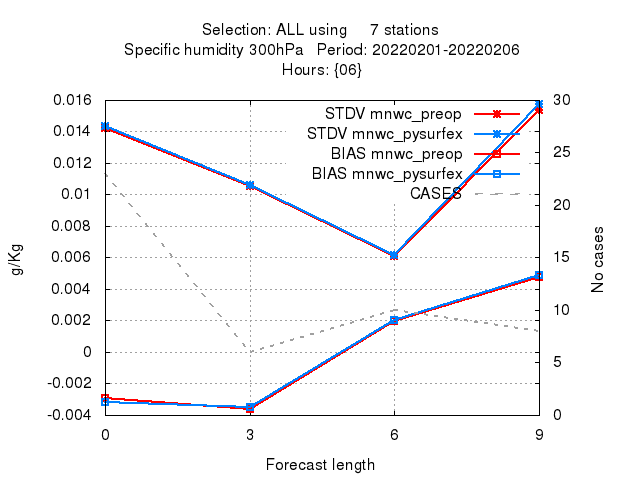 Selection: ALL using 7 stations
Specific humidity 300hPa Period: 20220201-20220206
Hours: {06}
STDV mnwc_preop
STDV mnwc_pysurfex
BIAS mnwc_preop
BIAS mnwc_pysurfex
CASES
0.016
0.014
0.012
0.01
0.008
0.006
0.004
0.002
0
-0.002
-0.004
g/Kg
30
25
20
15
10
5
0
No cases
0 3 6 9
Forecast length